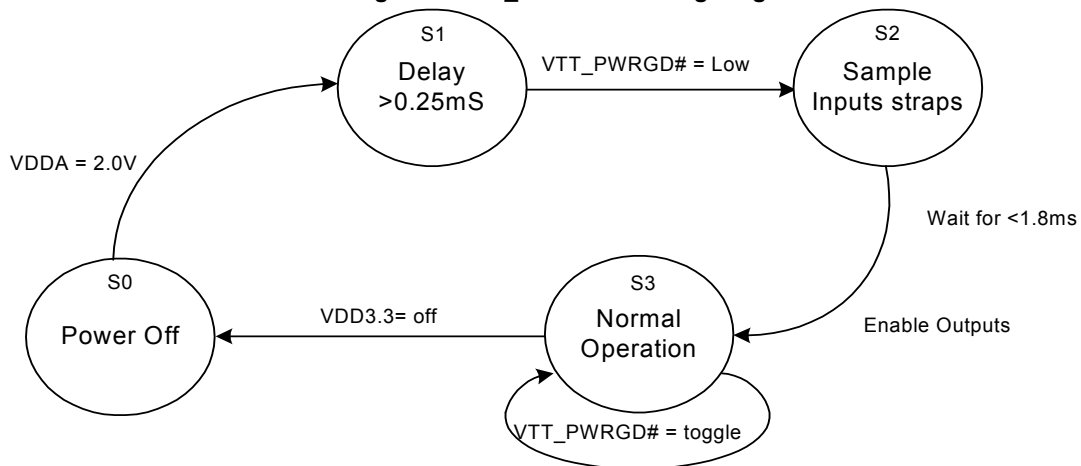 S1
Delay
>0.25mS
VTT_PWRGD# = Low
S2
Sample
Inputs straps
VDDA = 2.0V
Wait for <1.8ms
S0
Power Off
VDD3.3= off
S3
Normal
Operation
Enable Outputs
VTT_PWRGD# = toggle